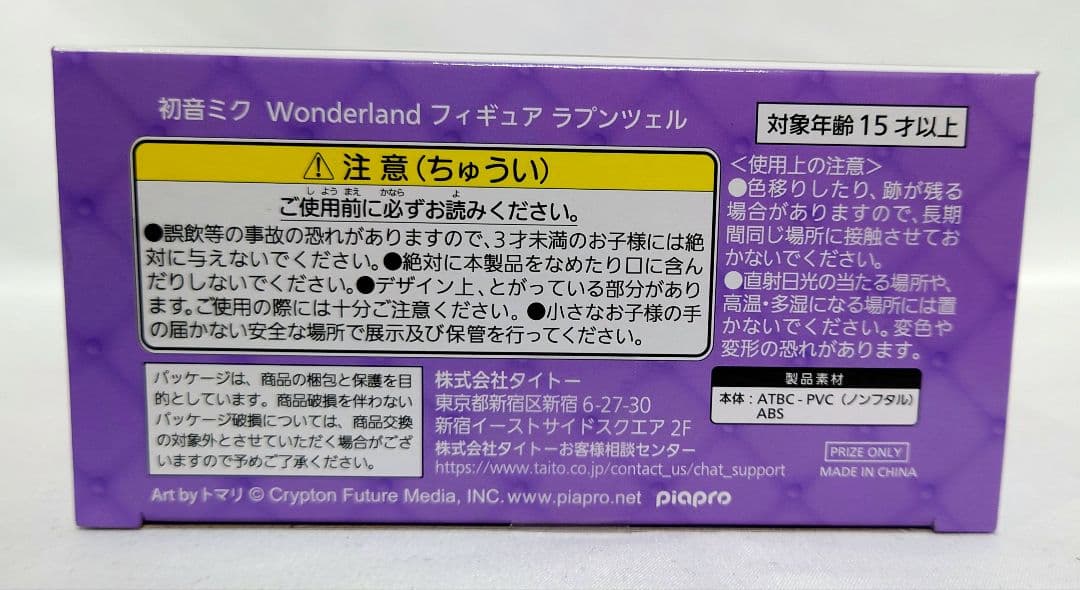 初音ミク Wonderland フィギュア ラプンツェル
対象年齢15才以上
注意(ちゅうい)
しようまえ かなら よ
ご使用前に必ずお読みください。
●誤飲等の事故の恐れがありますので、3才未満のお子様には絶
対に与えないでください。●絶対に本製品をなめたり口に含ん
だりしないでください。●デザイン上、とがっている部分があり
ます。ご使用の際には十分ご注意ください。●小さなお子様の手
の届かない安全な場所で展示及び保管を行ってください。
<使用上の注意>
●色移りしたり、跡が残る
場合がありますので、長期
間同じ場所に接触させてお
かないでください。
●直射日光の当たる場所や、
高温・多湿になる場所には置
かないでください。変色や
変形の恐れがあります。
パッケージは、商品の梱包と保護を目
的としています。商品破損を伴わない
パッケージ破損については、商品交換
の対象外とさせていただく場合がござ
いますので予めご了承ください。
株式会社タイトー
東京都新宿区新宿 6-27-30
新宿イーストサイドスクエア 2F
株式会社タイトーお客様相談センター
https://www.taito.co.jp/contact_us/chat_support
製品素材
本体:ATBC-PVC(ノンフタル)
ABS
PRIZE ONLY
MADE IN CHINA
Art by トマリ © Crypton Future Media, INC. www.piapro.net piapro